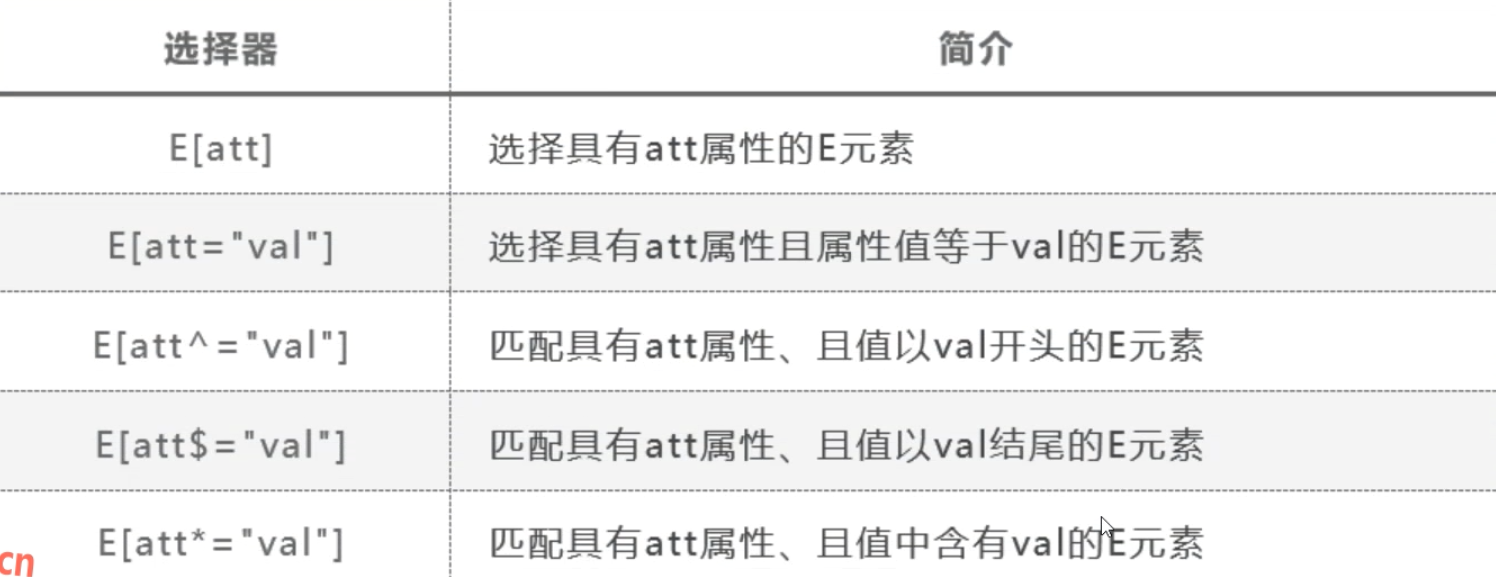 选择器 简介
E[att] 选择具有att属性的E元素
E[att="val"] 选择具有att属性且属性值等于val的E元素
E[att^="val"] 匹配具有att属性、且值以val开头的E元素
E[att$="val"] 匹配具有att属性、且值以val结尾的E元素
E[att*="val"] 匹配具有att属性、且值中含有val的E元素
cn